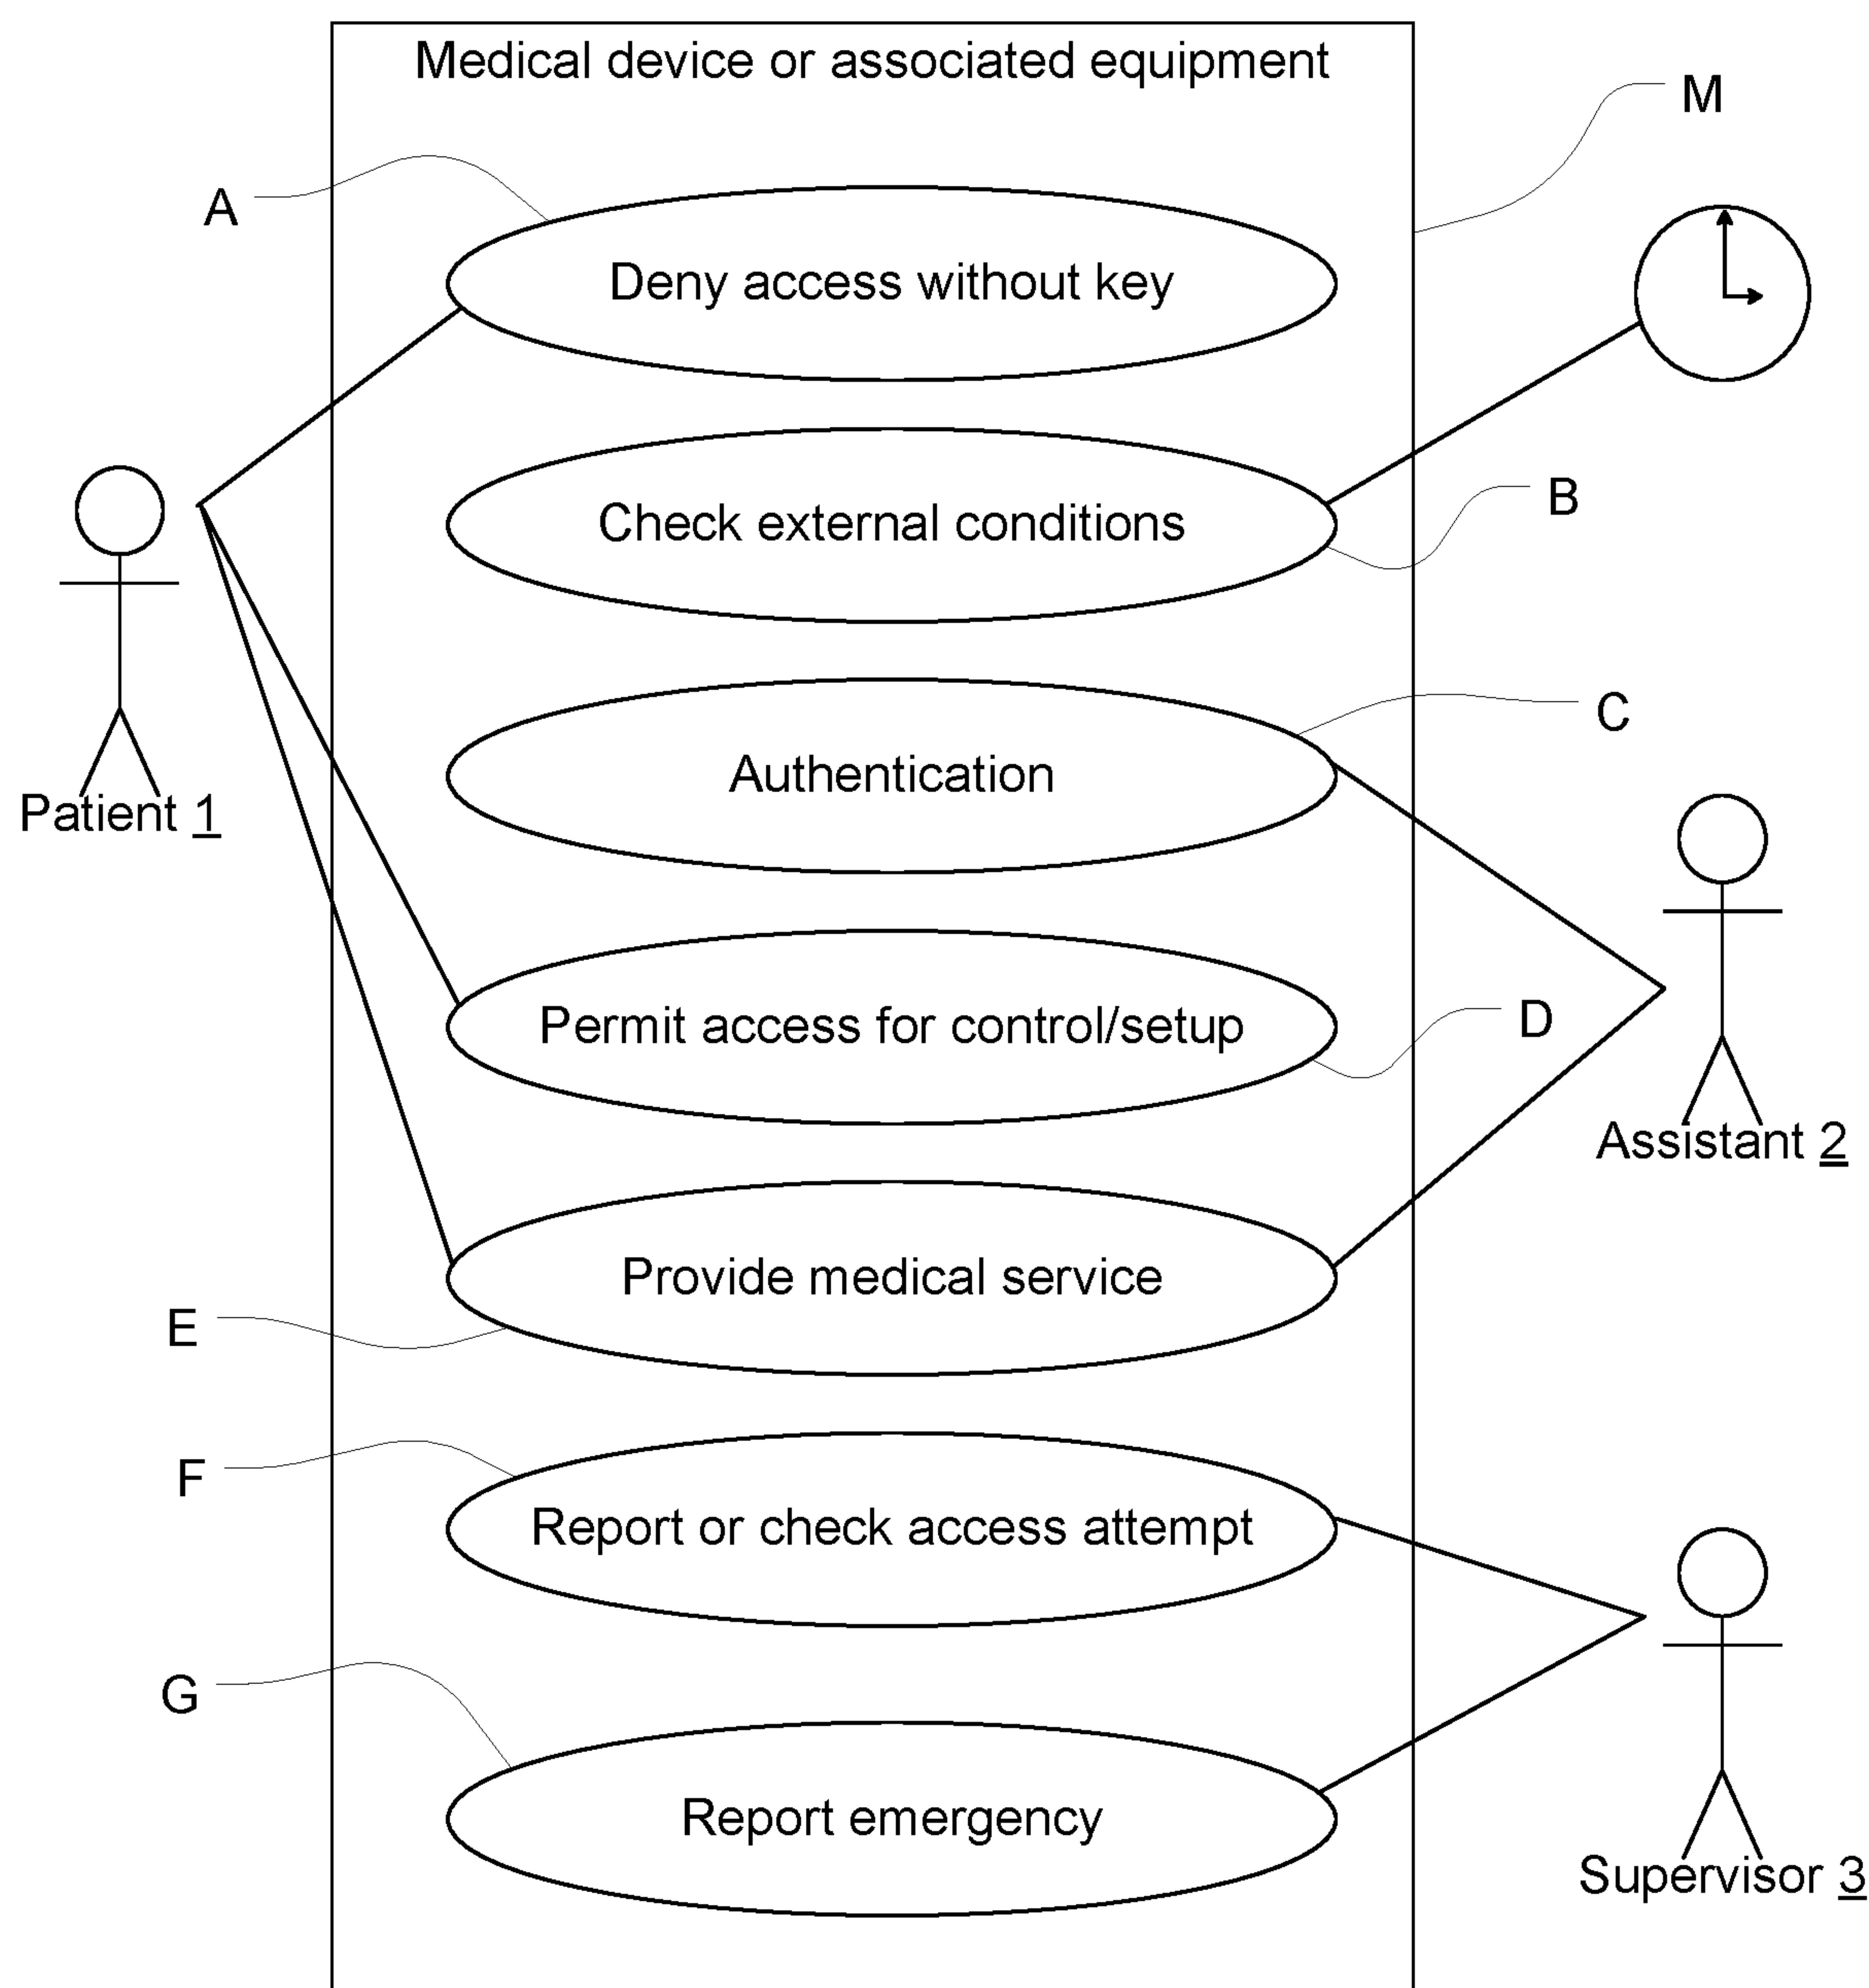 Medical device or associated equipment
M
A
Deny access without key
Check external conditions
B
C
Authentication
Patient 1
Permit access for control/setup
D
Assistant 2
Provide medical service
E
F
Report or check access attempt
G
Report emergency
Supervisor 3